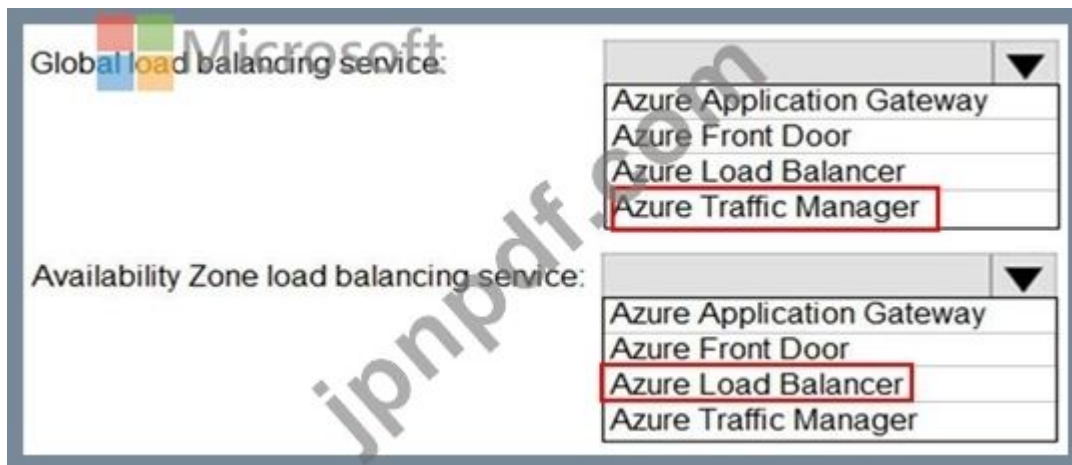 Microsoft
Global load balancing service:
Azure Application Gateway
Azure Front Door
Azure Load Balancer
Azure Traffic Manager
Availability Zone load balancing service:
Azure Application Gateway
Azure Front Door
Azure Load Balancer
Azure Traffic Manager
jpnpdf.com